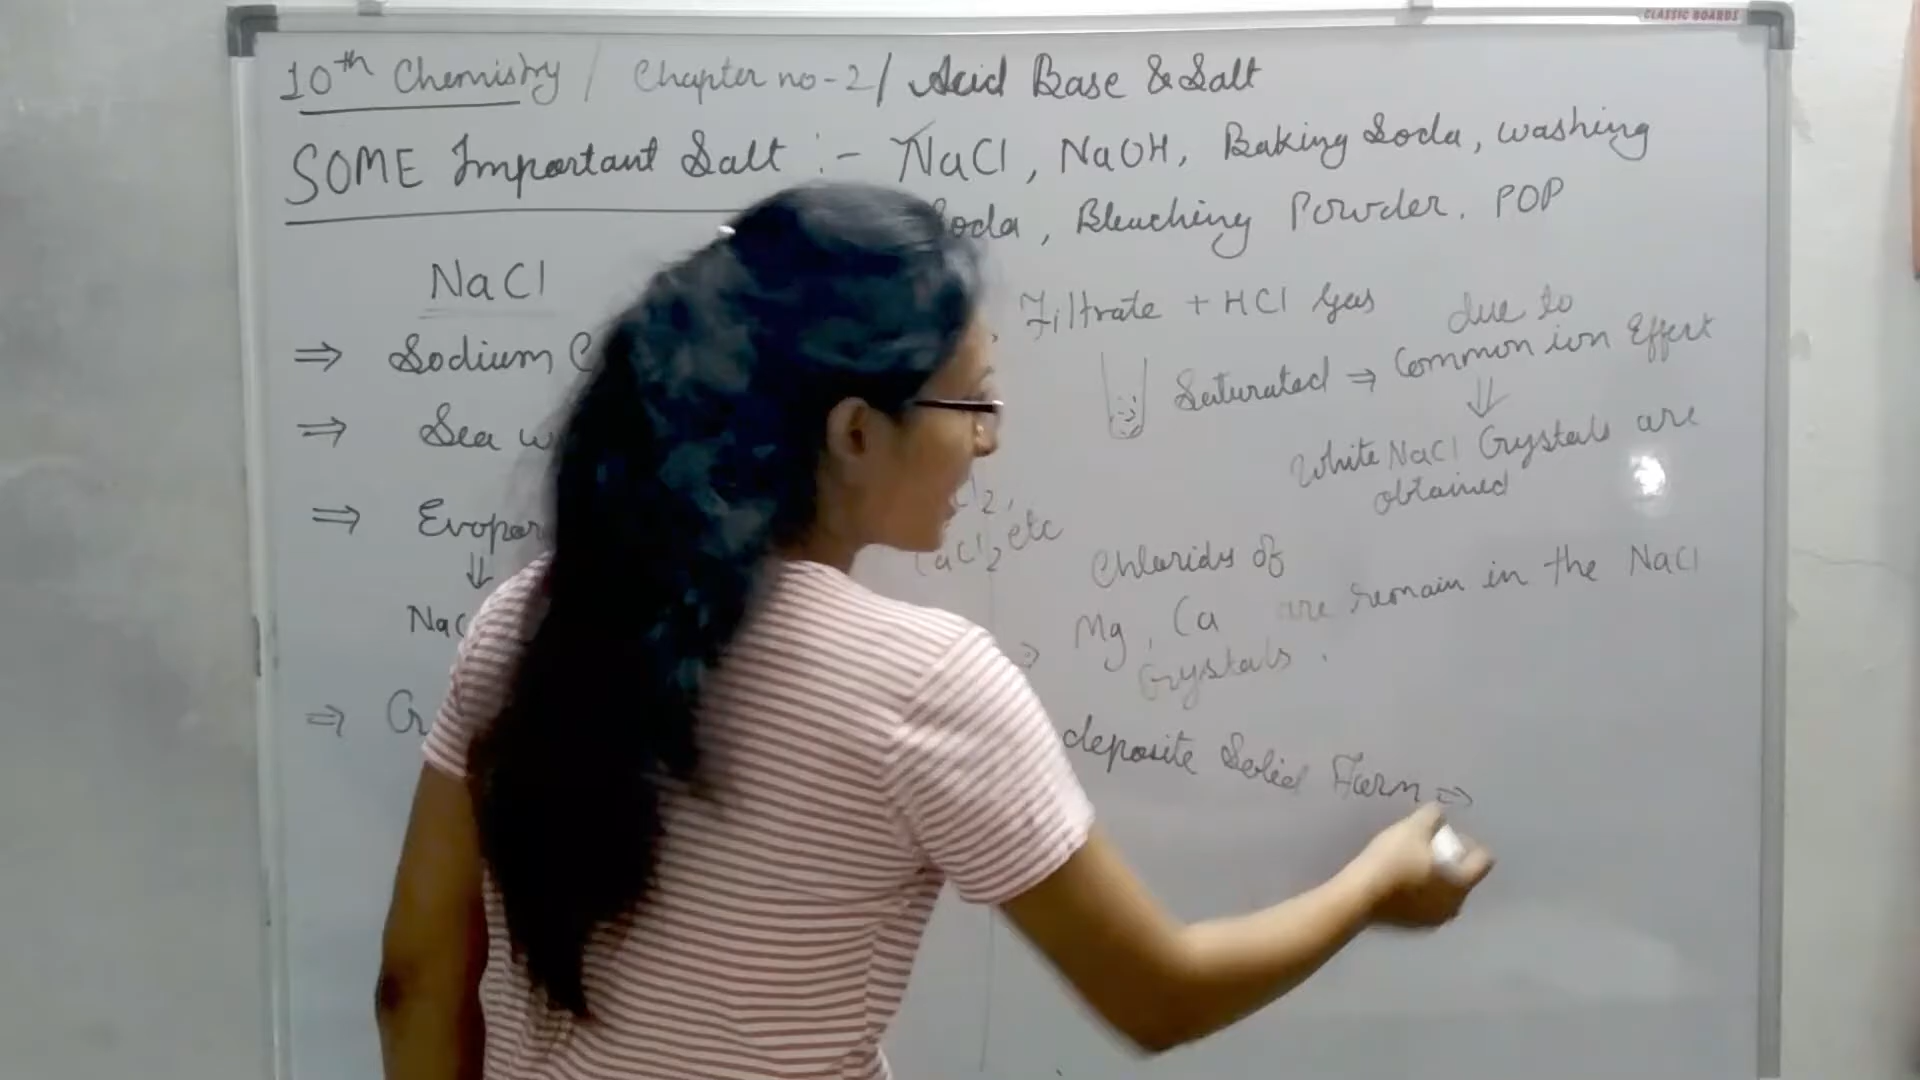 CLASSIC BOARDS
10th Chemistry / Chapter no-2 / Acid Base & Salt
SOME Important Salt :- NaCl, NaOH, Baking Soda, washing
Soda, Bleaching Powder. POP
NaCl
⇒ Sodium C
⇒ Sea w
⇒ Evopor
⇓
NaC
⇒ Cr
Filtrate + HCl gas
Saturated ⇒ due to
Common ion Effect
⇓
White NaCl Crystals are
obtained
Cl2,
CaCl2 etc
Chlorids of
⇒ Mg, Ca are remain in the NaCl
Crystals.
deposite Solid Form ⇒